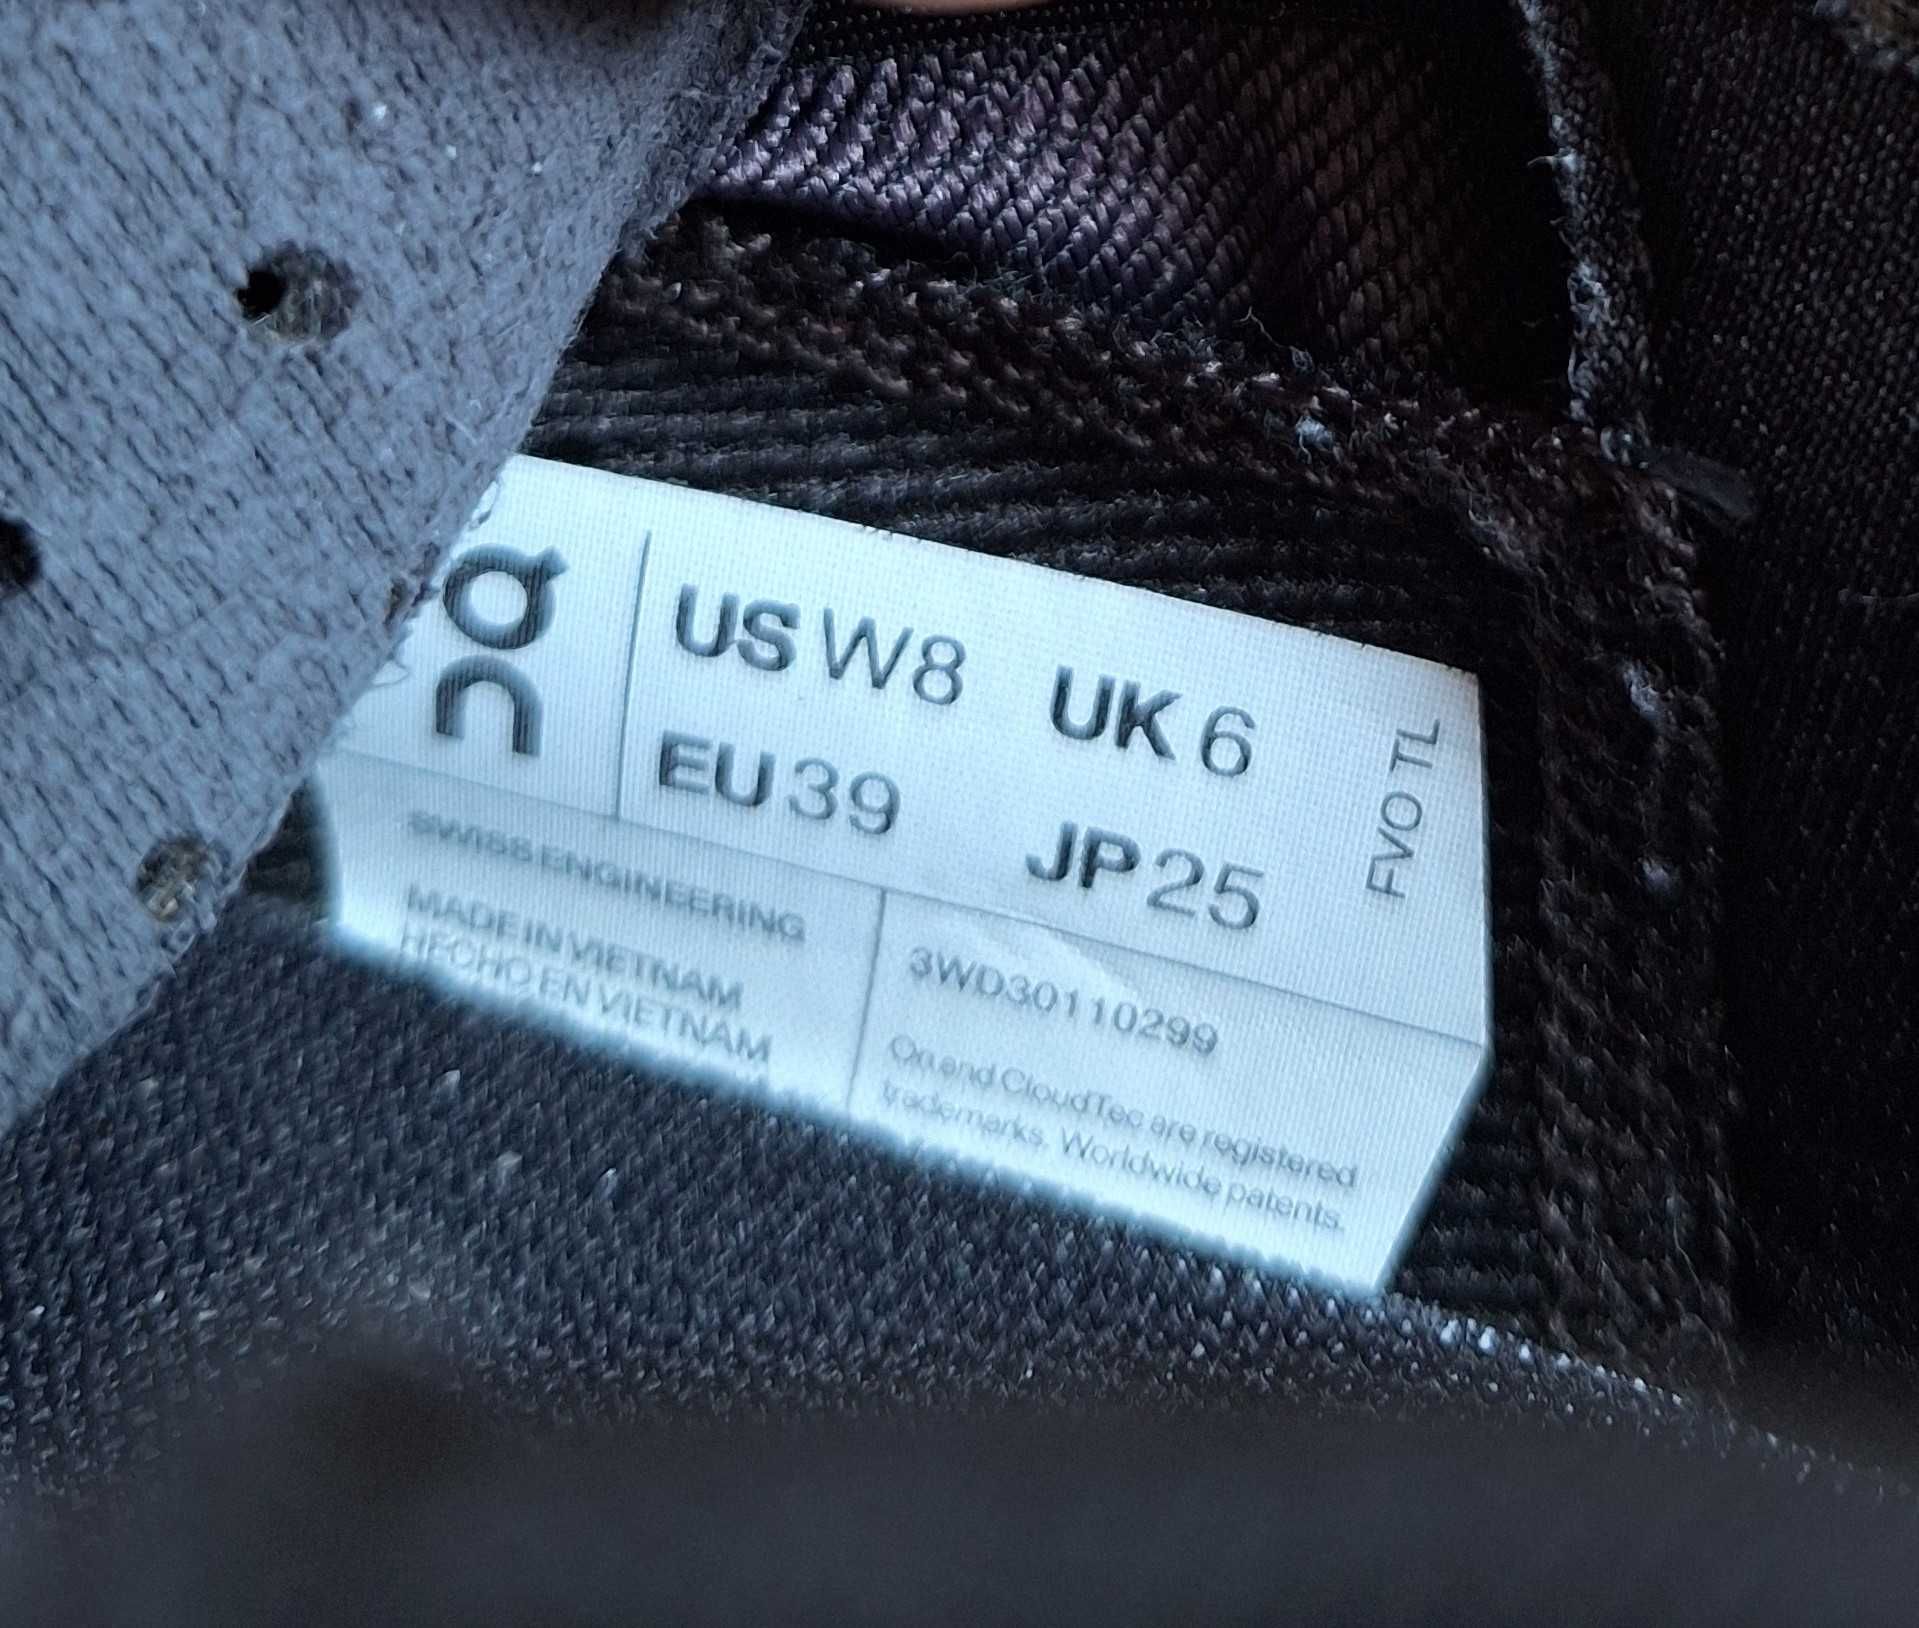 On
US W8 UK 6
EU 39 JP 25
FVO TL
SWISS ENGINEERING
MADE IN VIETNAM
HECHO EN VIETNAM
3WD30110299
On and CloudTec are registered
trademarks. Worldwide patents.